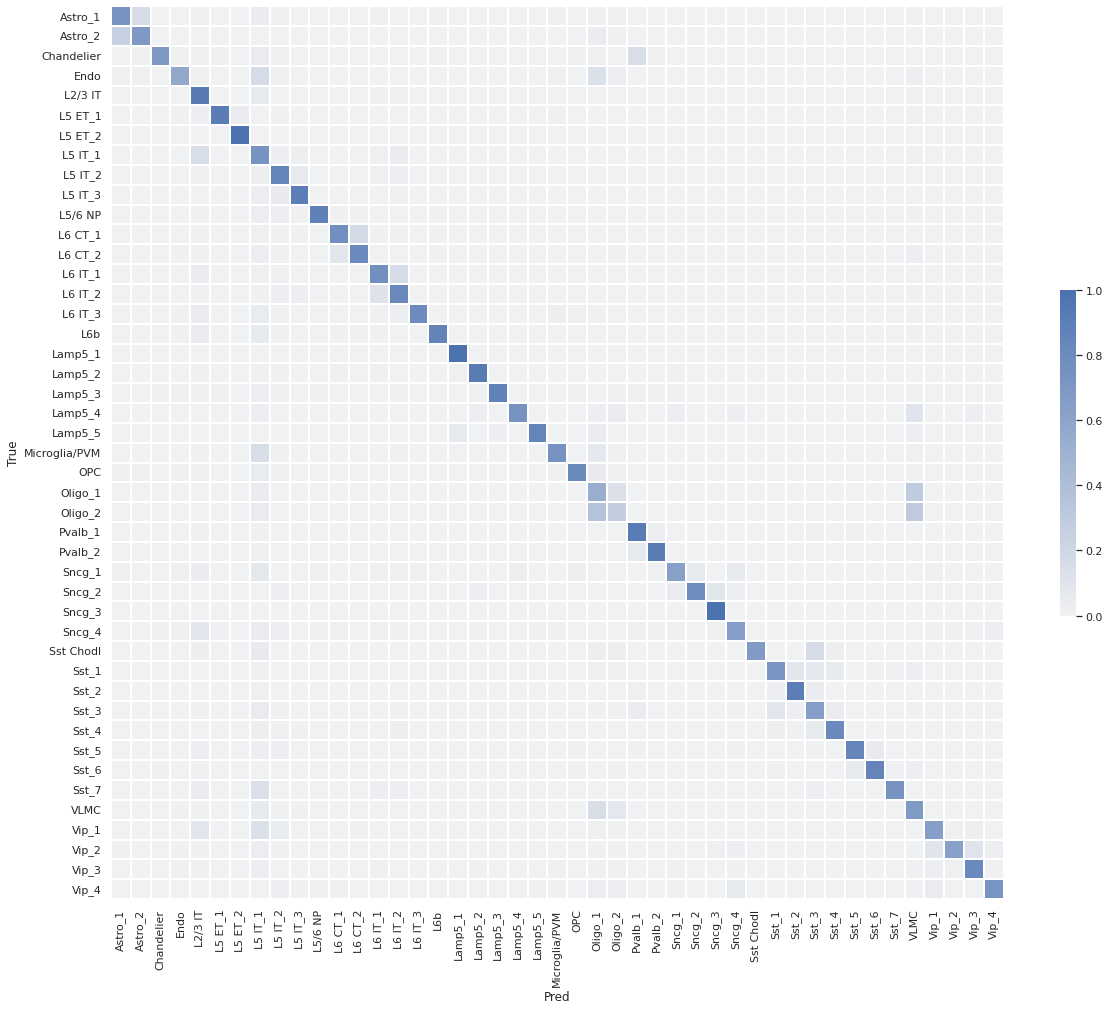 Astro_1
Astro_2
Chandelier
Endo
L2/3 IT
L5 ET_1
L5 ET_2
L5 IT_1
L5 IT_2
L5 IT_3
L5/6 NP
L6 CT_1
L6 CT_2
L6 IT_1
L6 IT_2
L6 IT_3
L6b
Lamp5_1
Lamp5_2
Lamp5_3
Lamp5_4
Lamp5_5
Microglia/PVM
OPC
Oligo_1
Oligo_2
Pvalb_1
Pvalb_2
Sncg_1
Sncg_2
Sncg_3
Sncg_4
Sst Chodl
Sst_1
Sst_2
Sst_3
Sst_4
Sst_5
Sst_6
Sst_7
VLMC
Vip_1
Vip_2
Vip_3
Vip_4
True
Astro_1
Astro_2
Chandelier
Endo
L2/3 IT
L5 ET_1
L5 ET_2
L5 IT_1
L5 IT_2
L5 IT_3
L5/6 NP
L6 CT_1
L6 CT_2
L6 IT_1
L6 IT_2
L6 IT_3
L6b
Lamp5_1
Lamp5_2
Lamp5_3
Lamp5_4
Lamp5_5
Microglia/PVM
OPC
Oligo_1
Oligo_2
Pvalb_1
Pvalb_2
Sncg_1
Sncg_2
Sncg_3
Sncg_4
Sst Chodl
Sst_1
Sst_2
Sst_3
Sst_4
Sst_5
Sst_6
Sst_7
VLMC
Vip_1
Vip_2
Vip_3
Vip_4
Pred
1.0
0.8
0.6
0.4
0.2
0.0